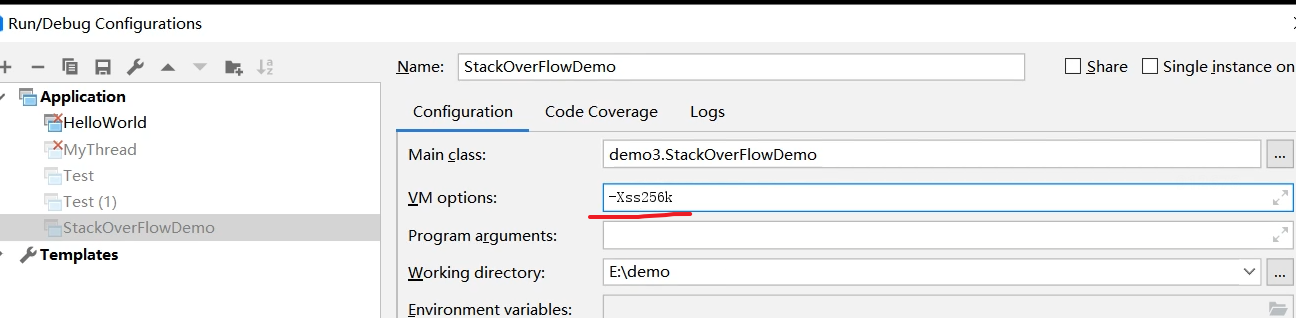 Run/Debug Configurations
Name: StackOverFlowDemo Share Single instance on
Application
HelloWorld
MyThread
Test
Test (1)
StackOverFlowDemo
Templates
Configuration Code Coverage Logs
Main class: demo3.StackOverFlowDemo ...
VM options: -Xss256k
Program arguments:
Working directory: E:\demo ...
Environment variables: